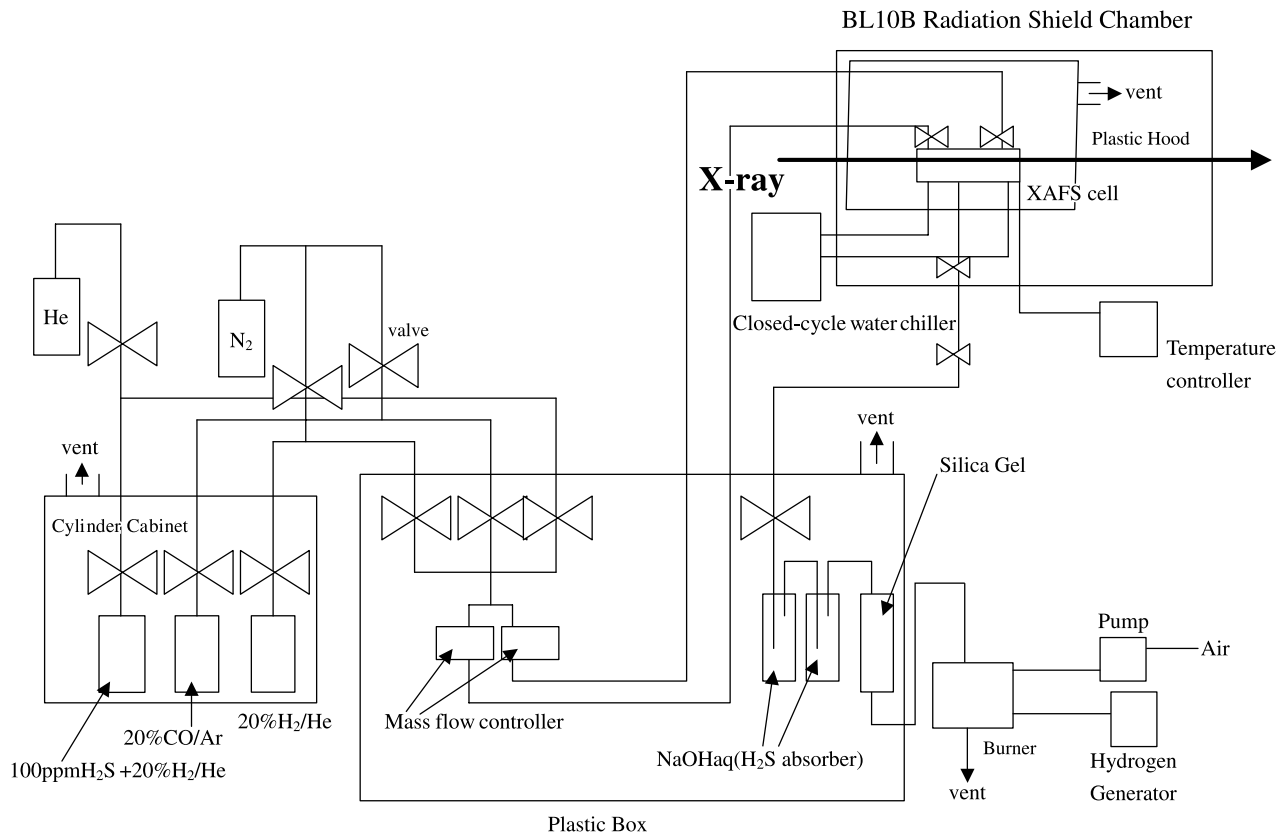 BL10B Radiation Shield Chamber
vent
Plastic Hood
X-ray
XAFS cell
He
N₂
valve
Closed-cycle water chiller
Temperature
controller
vent
vent
Silica Gel
Cylinder Cabinet
Pump
Air
20%H₂/He
Mass flow controller
20%CO/Ar
100ppmH₂S+20%H₂/He
NaOHaq(H₂S absorber)
Burner
Hydrogen
Generator
vent
Plastic Box